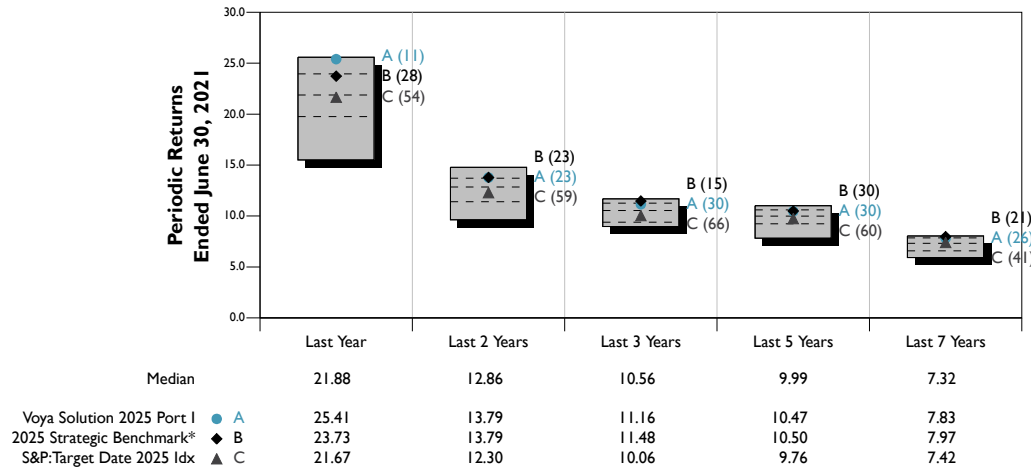 Periodic Returns
Ended June 30, 2021
30.0
25.0
20.0
15.0
10.0
5.0
0.0
A (11)
B (28)
C (54)
B (23)
A (23)
C (59)
B (15)
A (30)
C (66)
B (30)
A (30)
C (60)
B (21)
A (26)
C (41)
Last Year Last 2 Years Last 3 Years Last 5 Years Last 7 Years
Median 21.88 12.86 10.56 9.99 7.32
Voya Solution 2025 Port I A 25.41 13.79 11.16 10.47 7.83
2025 Strategic Benchmark* B 23.73 13.79 11.48 10.50 7.97
S&P:Target Date 2025 Idx C 21.67 12.30 10.06 9.76 7.42